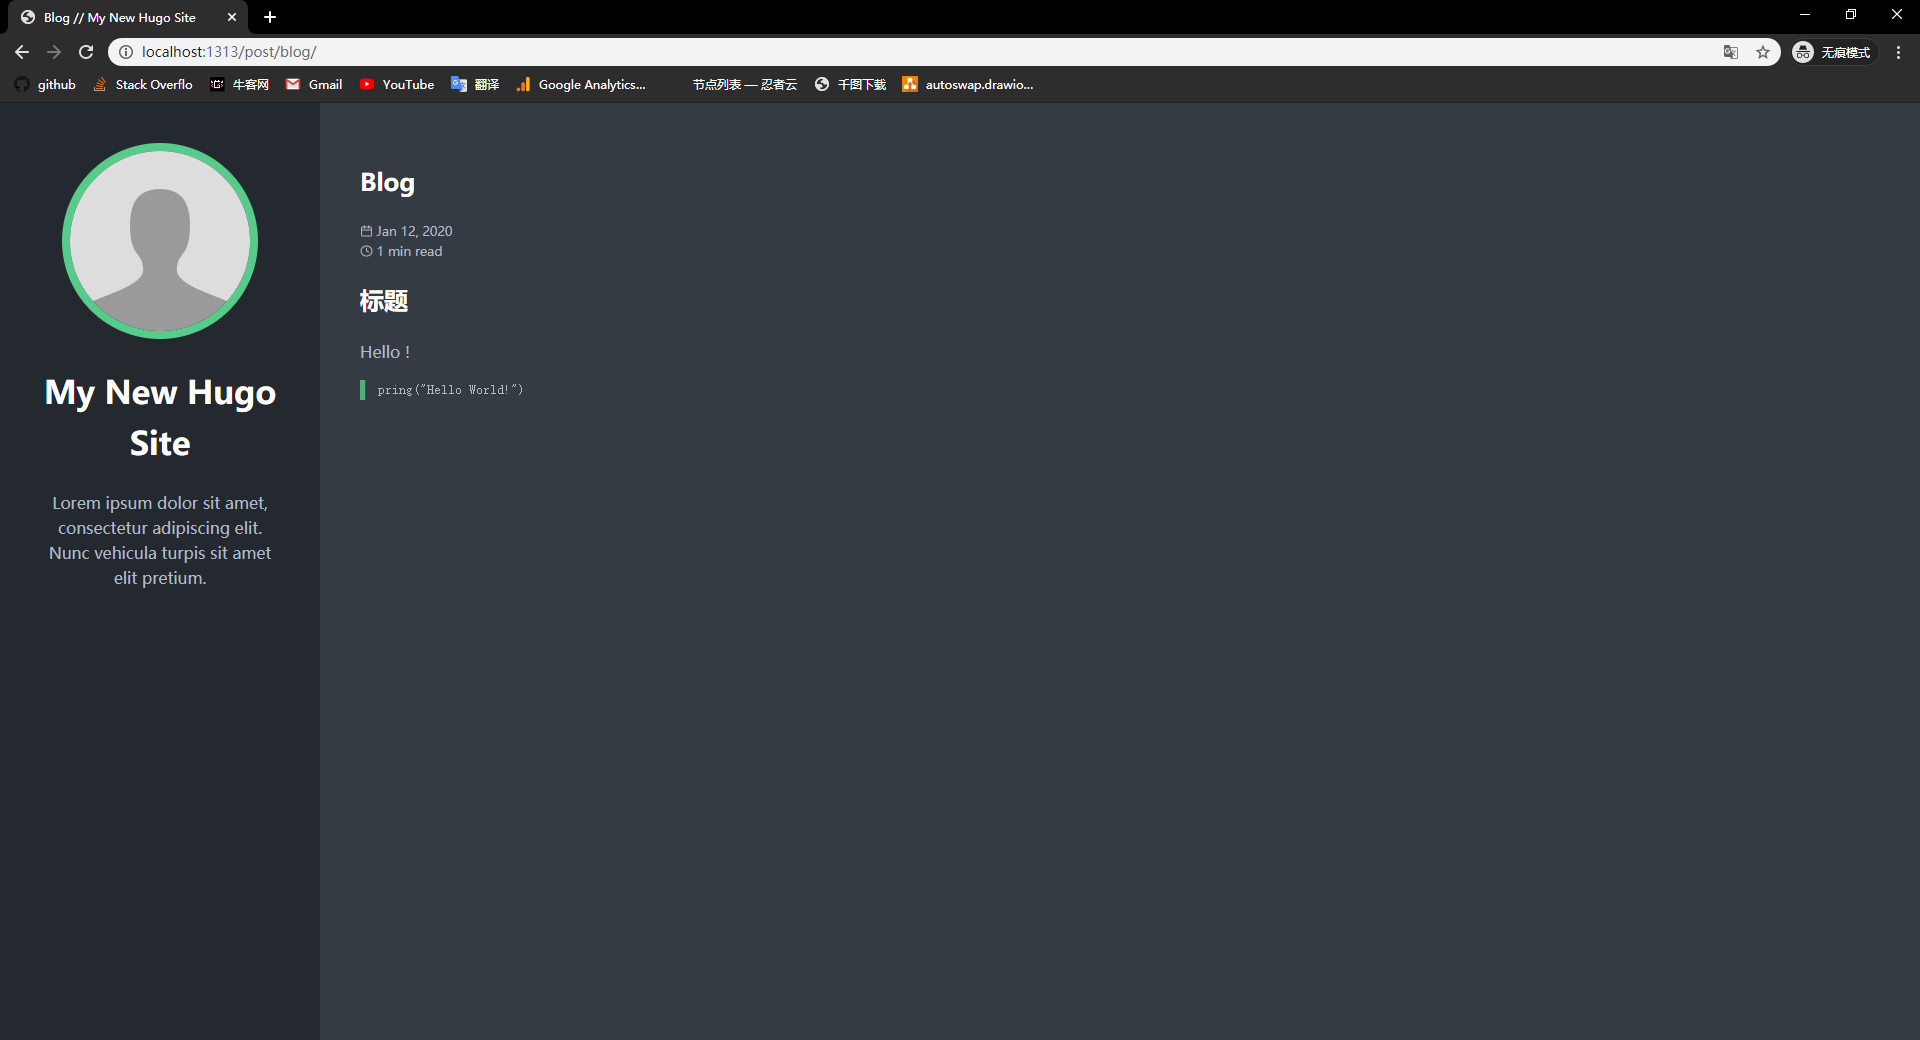 Blog // My New Hugo Site
localhost:1313/post/blog/
无痕模式
github
Stack Overflo
牛客网
Gmail
YouTube
翻译
Google Analytics...
节点列表 — 忍者云
千图下载
autoswap.drawio...
My New Hugo
Site
Lorem ipsum dolor sit amet,
consectetur adipiscing elit.
Nunc vehicula turpis sit amet
elit pretium.
Blog
Jan 12, 2020
1 min read
标题
Hello !
pring("Hello World!")